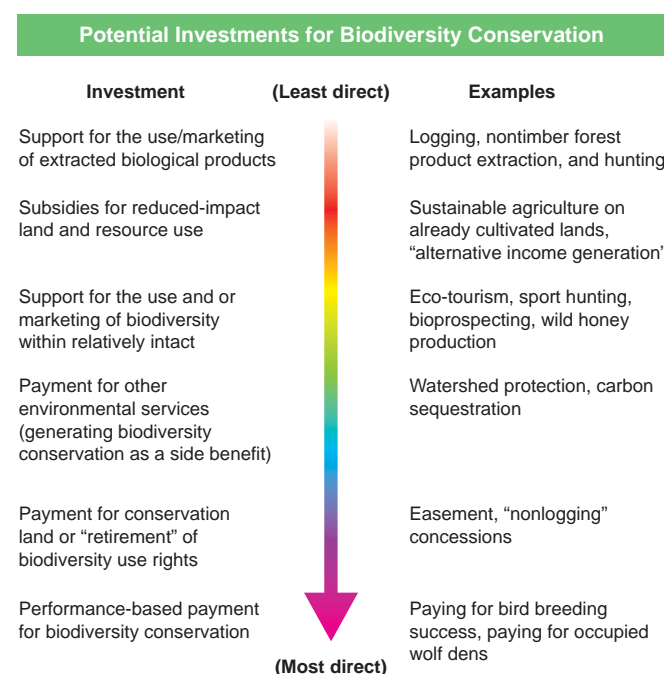 Potential Investments for Biodiversity Conservation
Investment
(Least direct)
Examples
Support for the use/marketing
of extracted biological products
Logging, nontimber forest
product extraction, and hunting
Subsidies for reduced-impact
land and resource use
Sustainable agriculture on
already cultivated lands,
“alternative income generation”
Support for the use and or
marketing of biodiversity
within relatively intact
Eco-tourism, sport hunting,
bioprospecting, wild honey
production
Payment for other
environmental services
(generating biodiversity
conservation as a side benefit)
Watershed protection, carbon
sequestration
Payment for conservation
land or “retirement” of
biodiversity use rights
Easement, “nonlogging”
concessions
Performance-based payment
for biodiversity conservation
Paying for bird breeding
success, paying for occupied
wolf dens
(Most direct)